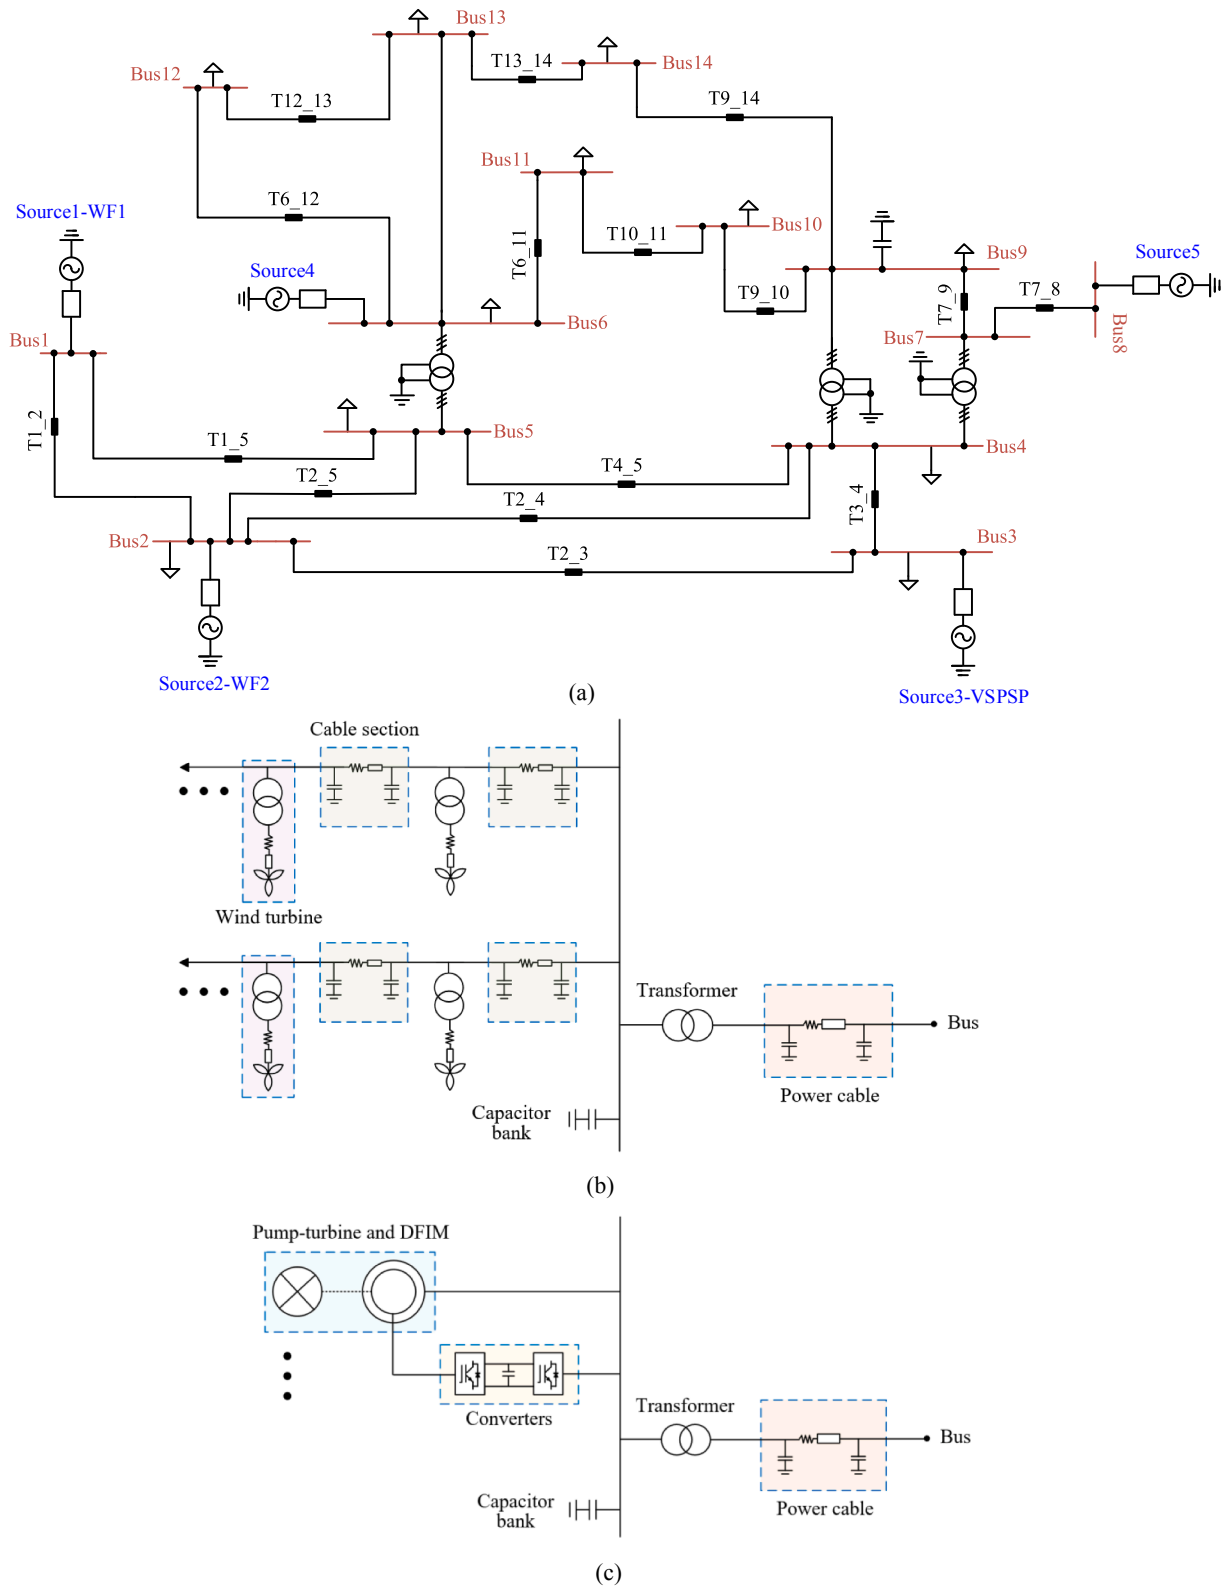 Bus13
T13_14
Bus14
Bus12
T12_13
T9_14
Bus11
T6_12
Source1-WF1
T6_11
T10_11
Bus10
Source4
Bus9
Source5
T9_10
T7_9
T7_8
Bus6
Bus7
Bus8
Bus1
T1_2
T1_5
Bus5
Bus4
T2_5
T4_5
T2_4
T3_4
Bus2
Bus3
T2_3
Source2-WF2
Source3-VSPSP
(a)
Cable section
Wind turbine
Transformer
Bus
Power cable
Capacitor
bank
(b)
Pump-turbine and DFIM
Converters
Transformer
Bus
Capacitor
bank
Power cable
(c)